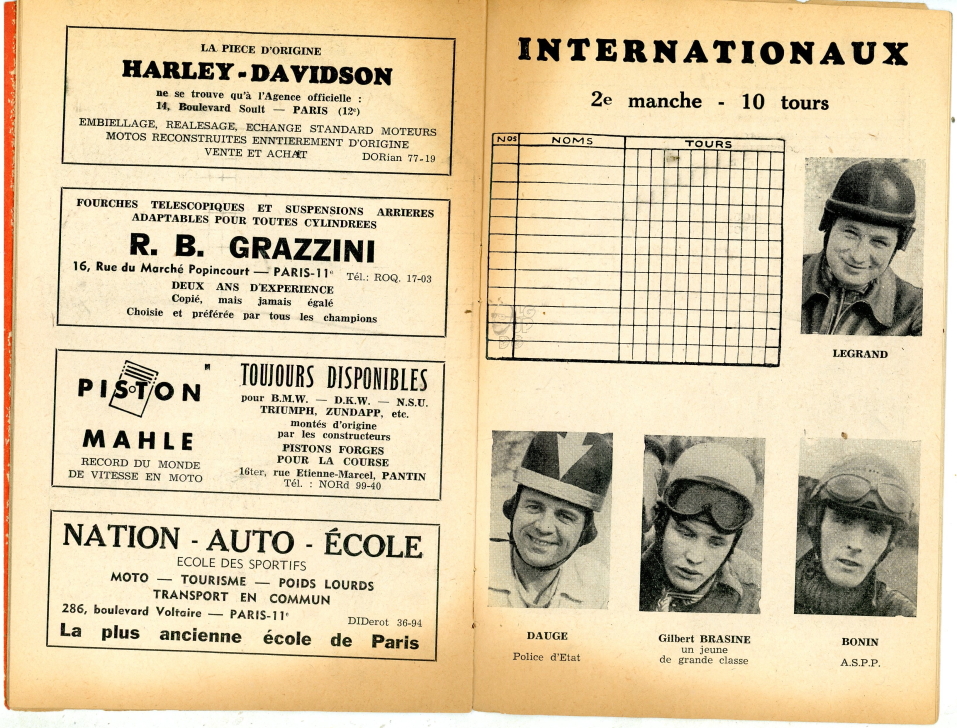 LA PIECE D'ORIGINE
HARLEY-DAVIDSON
ne se trouve qu'à l'Agence officielle :
14, Boulevard Soult — PARIS (12e)
EMBIELLAGE, REALESAGE, ECHANGE STANDARD MOTEURS
MOTOS RECONSTRUITES ENNTIEREMENT D'ORIGINE
VENTE ET ACHAT DORian 77-19
FOURCHES TELESCOPIQUES ET SUSPENSIONS ARRIERES
ADAPTABLES POUR TOUTES CYLINDREES
R. B. GRAZZINI
16, Rue du Marché Popincourt — PARIS-11e Tél.: ROQ. 17-03
DEUX ANS D'EXPERIENCE
Copié, mais jamais égalé
Choisie et préférée par tous les champions
PISTON
MAHLE
RECORD DU MONDE
DE VITESSE EN MOTO
TOUJOURS DISPONIBLES
pour B.M.W. — D.K.W. — N.S.U.
TRIUMPH, ZUNDAPP, etc.
montés d'origine
par les constructeurs
PISTONS FORGES
POUR LA COURSE
16ter, rue Etienne-Marcel, PANTIN
Tél. : NORd 99-40
NATION - AUTO - ÉCOLE
ECOLE DES SPORTIFS
MOTO — TOURISME — POIDS LOURDS
TRANSPORT EN COMMUN
286, boulevard Voltaire — PARIS-11e
DIDerot 36-94
La plus ancienne école de Paris
INTERNATIONAUX
2e manche - 10 tours
Nos NOMS TOURS
LEGRAND
DAUGE
Police d'Etat
Gilbert BRASINE
un jeune
de grande classe
BONIN
A.S.P.P.